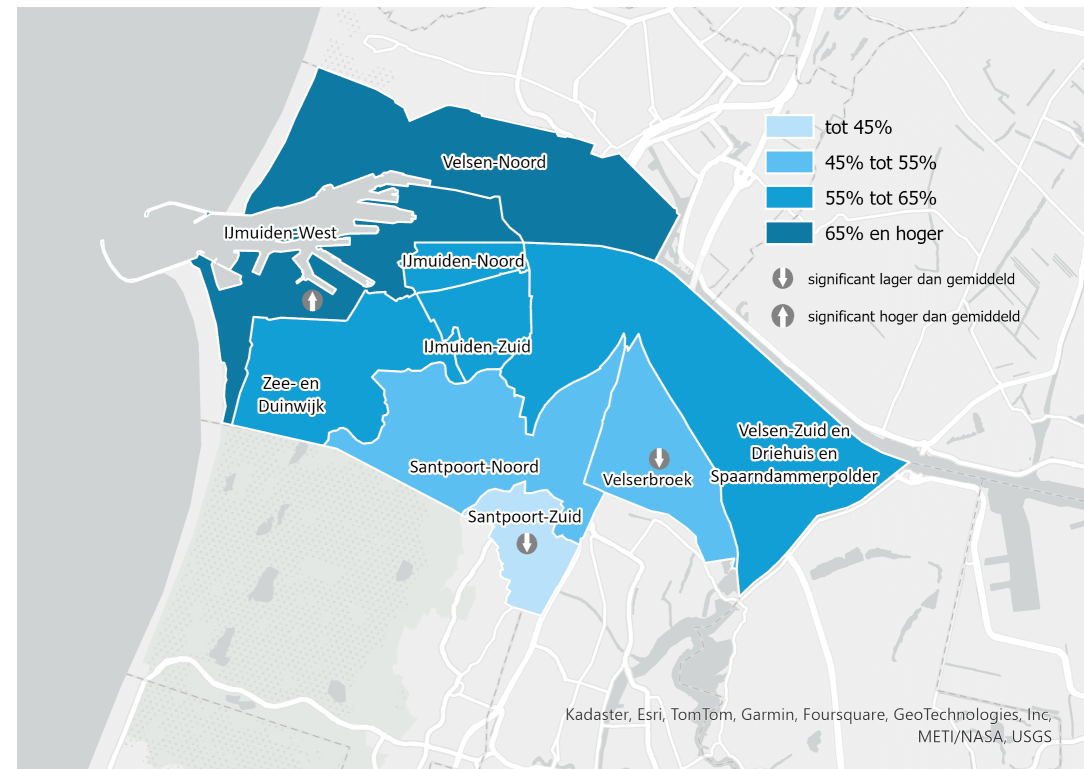 tot 45%
Velsen-Noord
45% tot 55%
55% tot 65%
IJmuiden-West
65% en hoger
IJmuiden-Noord
significant lager dan gemiddeld
significant hoger dan gemiddeld
IJmuiden-Zuid
Zee- en
Duinwijk
Velsen-Zuid en
Driehuis en
Spaarndammerpolder
Santpoort-Noord
Velserbroek
Santpoort-Zuid
Kadaster, Esri, TomTom, Garmin, Foursquare, GeoTechnologies, Inc,
METI/NASA, USGS